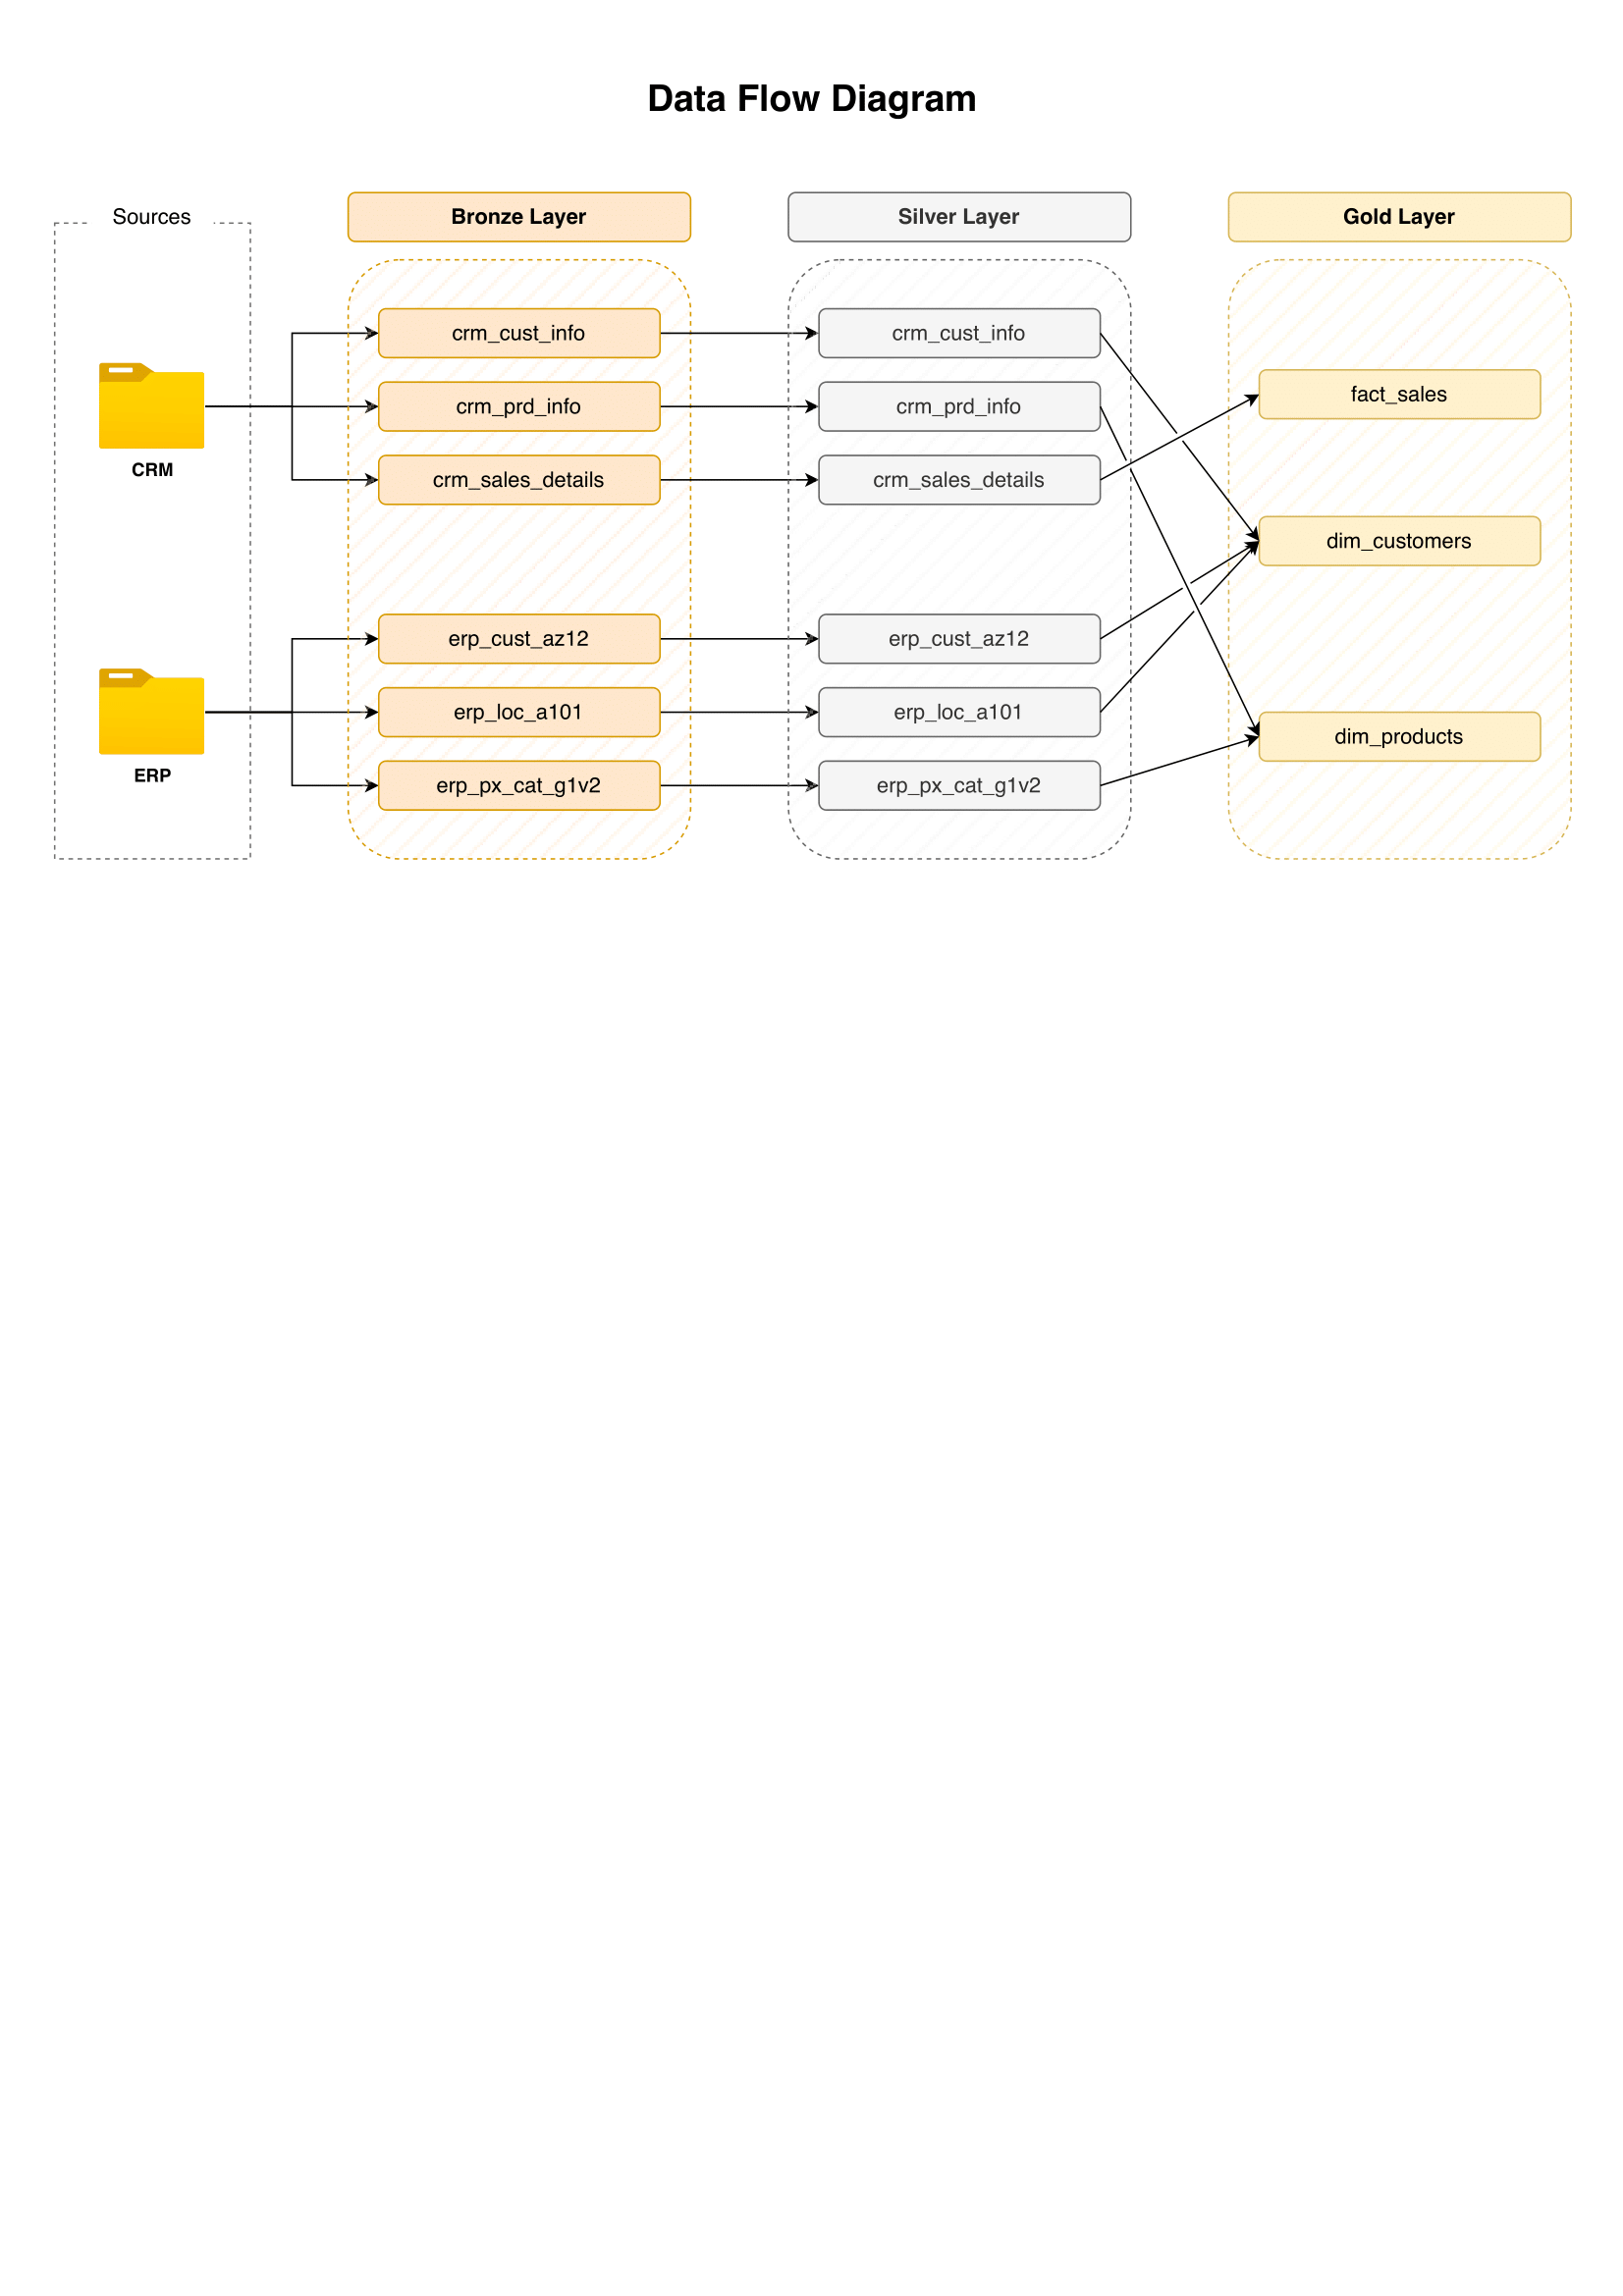 Data Flow Diagram
Sources
Bronze Layer
Silver Layer
Gold Layer
CRM
ERP
crm_cust_info
crm_prd_info
crm_sales_details
erp_cust_az12
erp_loc_a101
erp_px_cat_g1v2
crm_cust_info
crm_prd_info
crm_sales_details
erp_cust_az12
erp_loc_a101
erp_px_cat_g1v2
fact_sales
dim_customers
dim_products